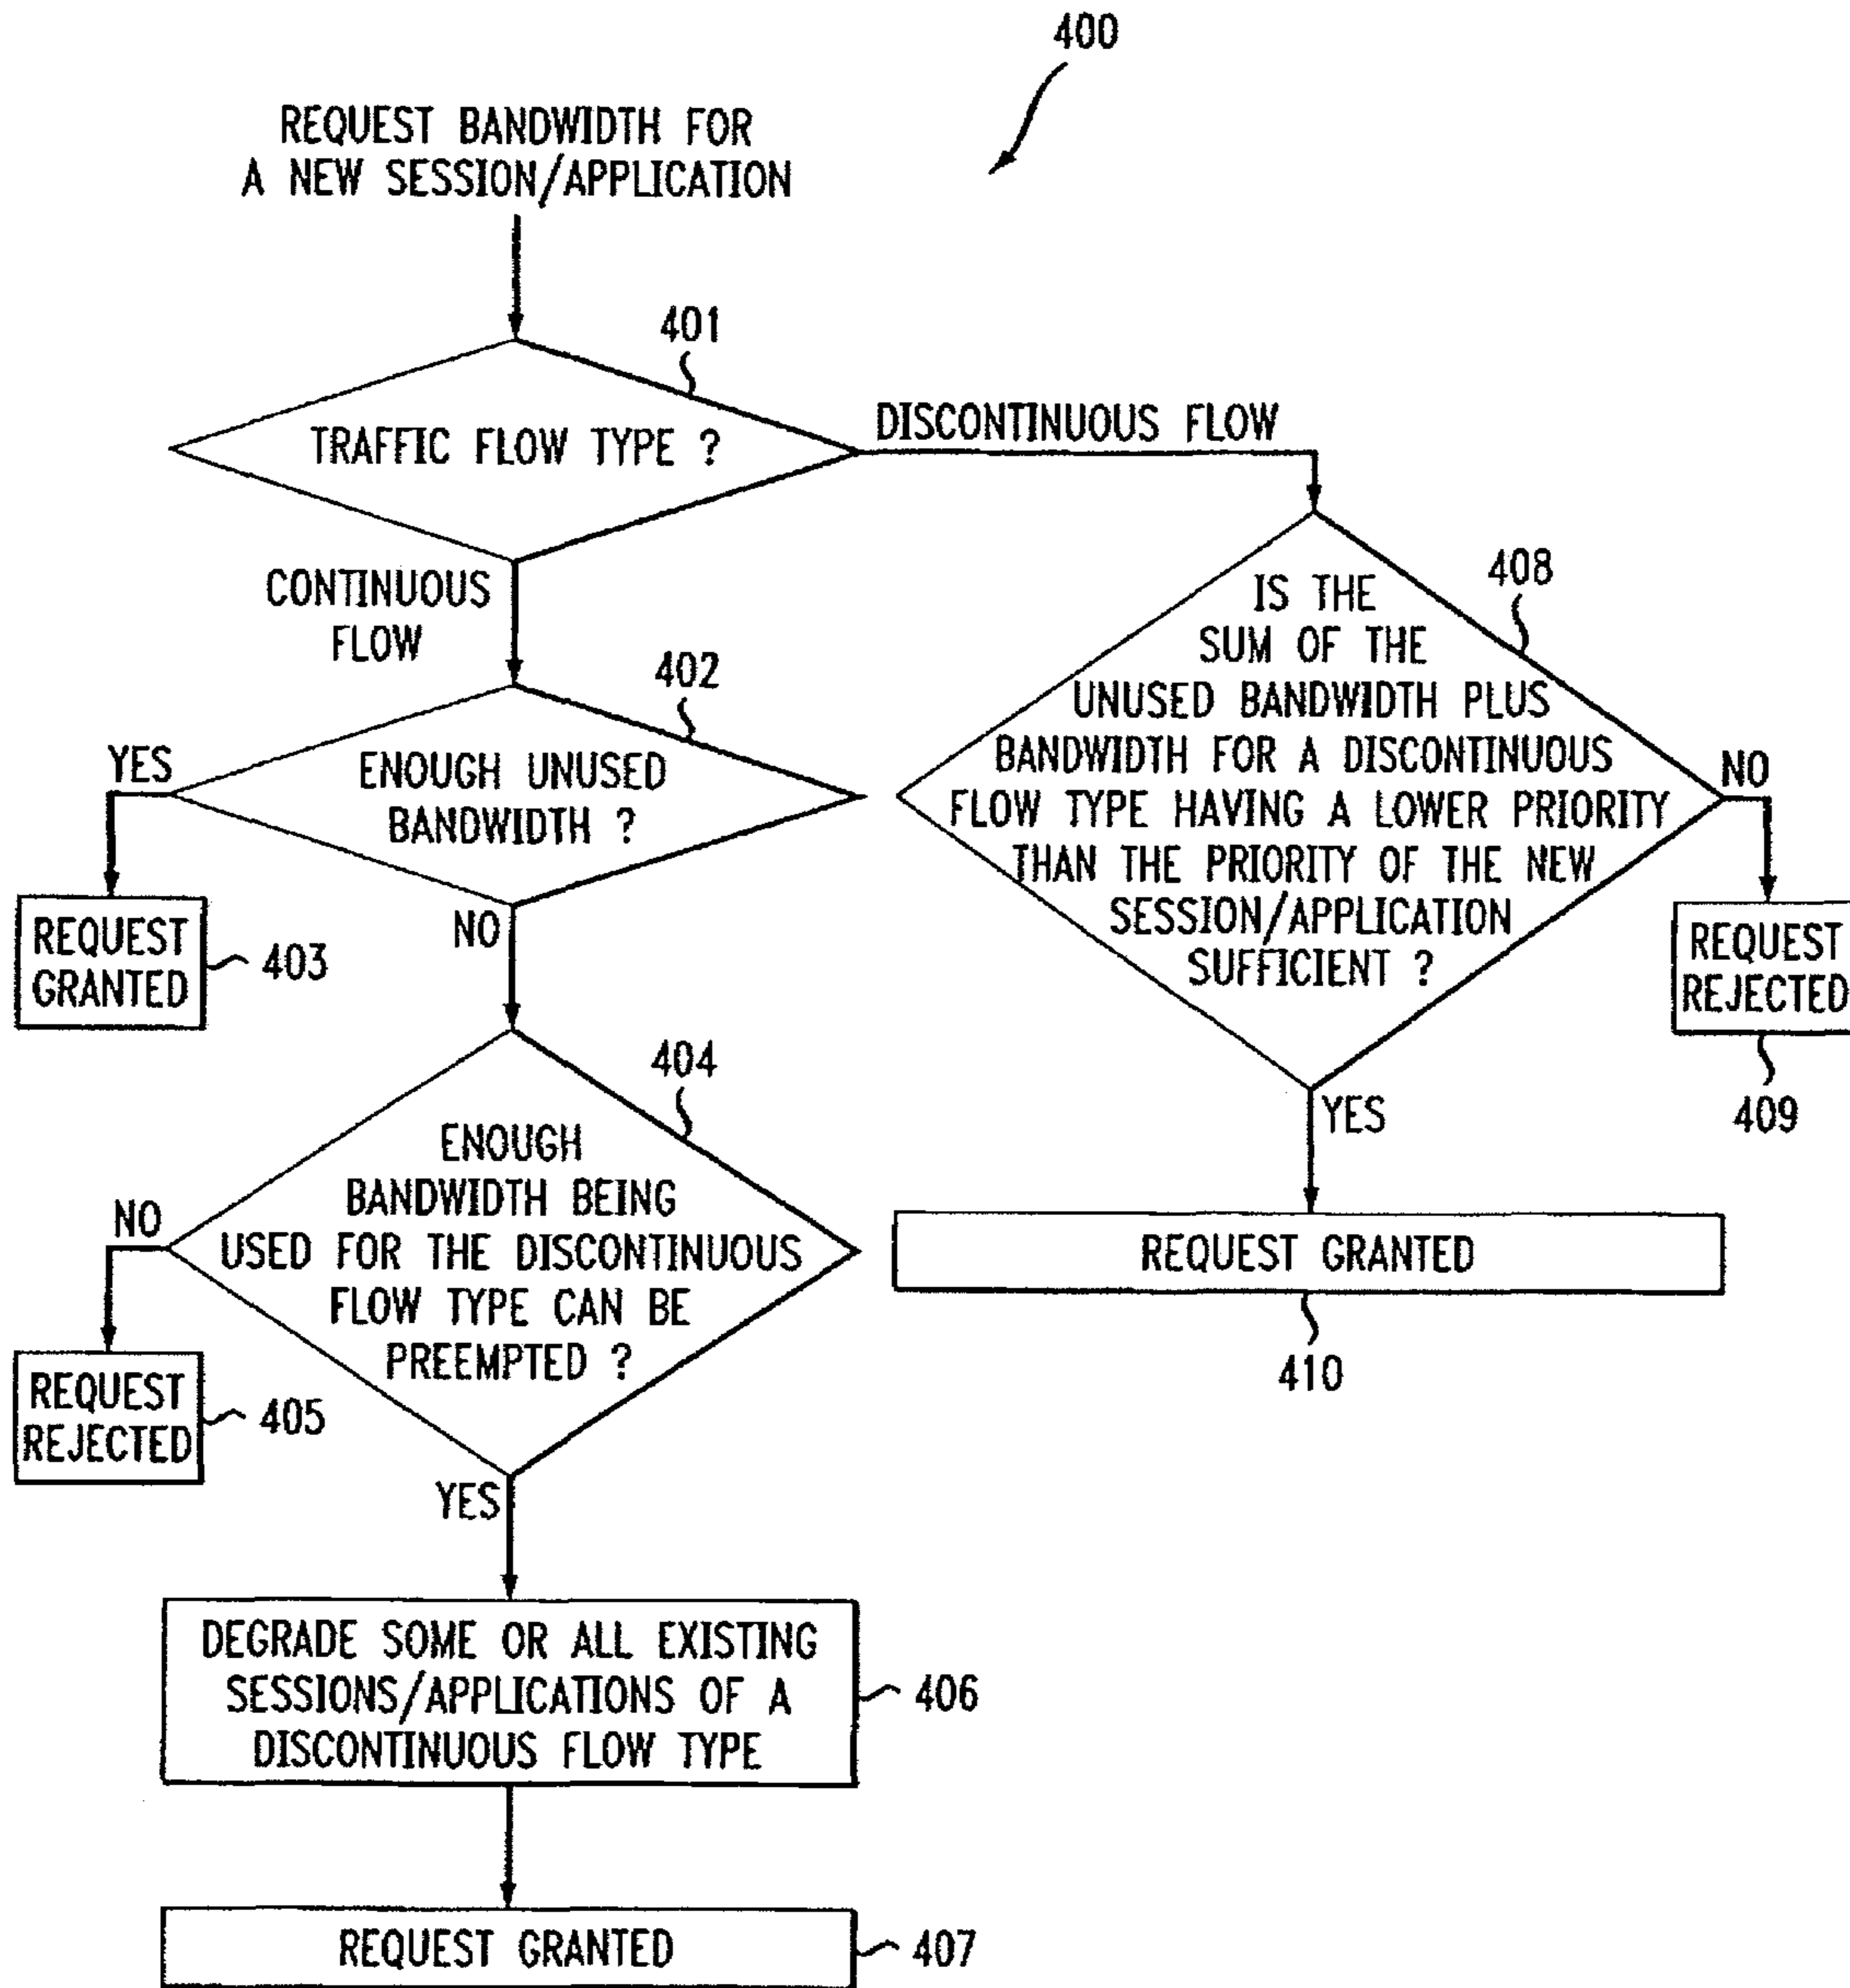 400
REQUEST BANDWIDTH FOR
A NEW SESSION/APPLICATION
401
TRAFFIC FLOW TYPE ?
DISCONTINUOUS FLOW
CONTINUOUS
FLOW
402
YES
ENOUGH UNUSED
BANDWIDTH ?
REQUEST
GRANTED
403
NO
404
ENOUGH
BANDWIDTH BEING
USED FOR THE DISCONTINUOUS
FLOW TYPE CAN BE
PREEMPTED ?
NO
REQUEST
REJECTED
405
YES
DEGRADE SOME OR ALL EXISTING
SESSIONS/APPLICATIONS OF A
DISCONTINUOUS FLOW TYPE
406
REQUEST GRANTED
407
408
IS THE
SUM OF THE
UNUSED BANDWIDTH PLUS
BANDWIDTH FOR A DISCONTINUOUS
FLOW TYPE HAVING A LOWER PRIORITY
THAN THE PRIORITY OF THE NEW
SESSION/APPLICATION
SUFFICIENT ?
NO
REQUEST
REJECTED
409
YES
REQUEST GRANTED
410